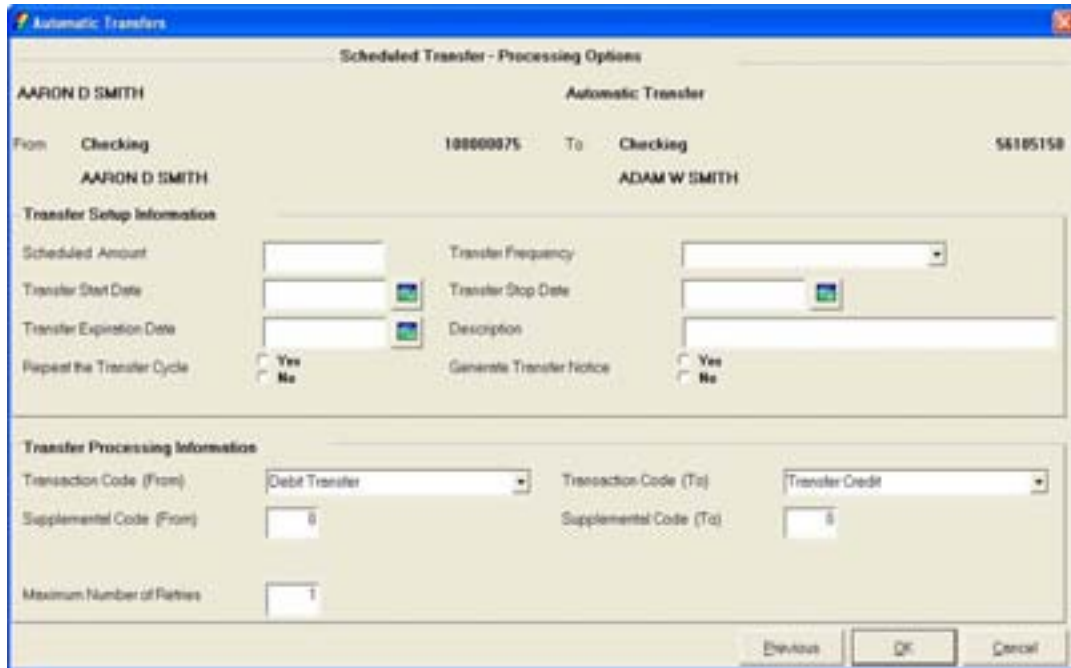 Automatic Transfers
Scheduled Transfer - Processing Options
AARON D SMITH Automatic Transfer
From Checking 100000075 To Checking 56105150
AARON D SMITH ADAM W SMITH
Transfer Setup Information
Scheduled Amount Transfer Frequency
Transfer Start Date Transfer Stop Date
Transfer Expiration Date Description
Repeat the Transfer Cycle Yes No Generate Transfer Notice Yes No
Transfer Processing Information
Transaction Code (From) Debit Transfer Transaction Code (To) Transfer Credit
Supplemental Code (From) 0 Supplemental Code (To) 0
Maximum Number of Retries 1
Previous OK Cancel